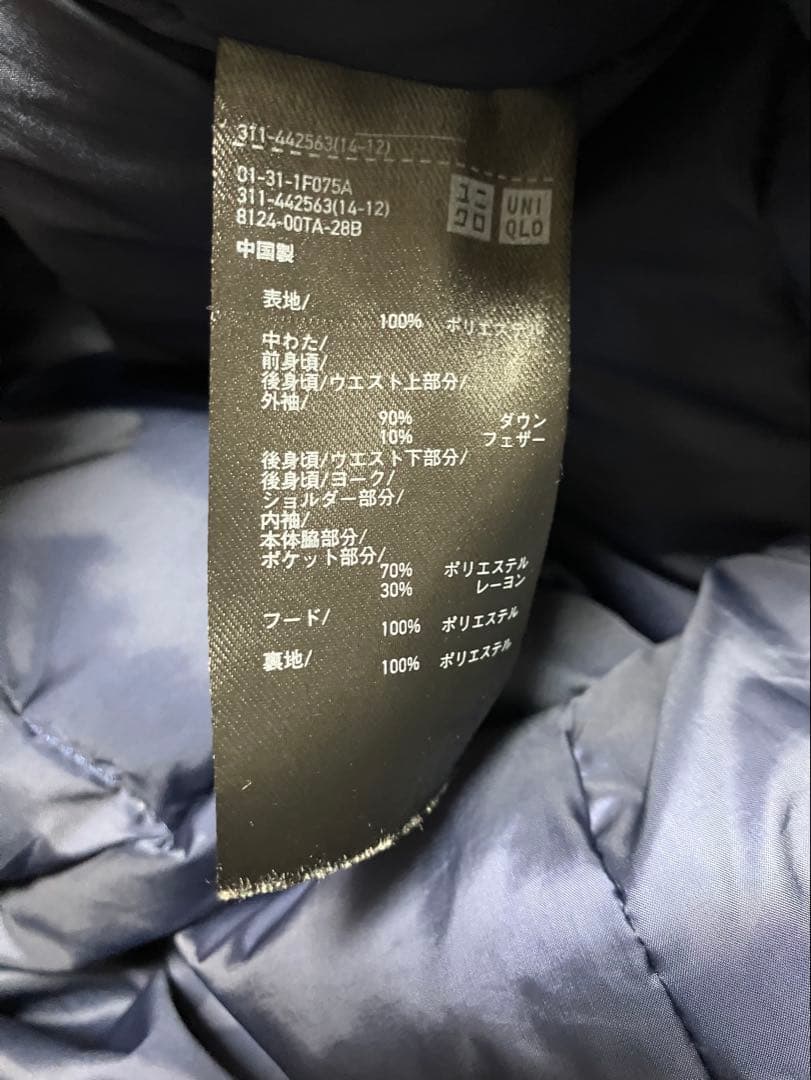 311-442563(14-12)
01-31-1F075A
311-442563(14-12)
8124-00TA-28B
ユニクロ
UNIQLO
中国製
表地/
100% ポリエステル
中わた/
前身頃/
後身頃/ウエスト上部分/
外袖/
90% ダウン
10% フェザー
後身頃/ウエスト下部分/
後身頃/ヨーク/
ショルダー部分/
内袖/
本体脇部分/
ポケット部分/
70% ポリエステル
30% レーヨン
フード/
100% ポリエステル
裏地/
100% ポリエステル